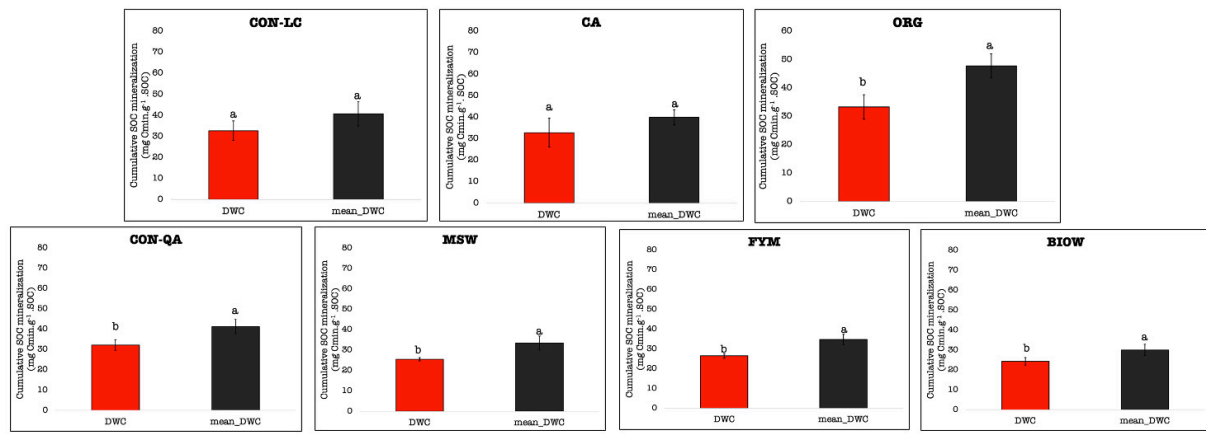 CON-LC
Cumulative SOC mineralization
(mg Cmin.g⁻¹ .SOC)
80
70
60
50
40
30
20
10
0
a
a
DWC
mean_DWC
CA
Cumulative SOC mineralization
(mg Cmin.g⁻¹. SOC)
80
70
60
50
40
30
20
10
0
a
a
DWC
mean_DWC
ORG
Cumulative SOC mineralization
(mg Cmin.g⁻¹ .SOC)
60
50
40
30
20
10
0
b
a
DWC
mean_DWC
CON-QA
Cumulative SOC mineralization
(mg Cmin.g⁻¹ .SOC)
80
70
60
50
40
30
20
10
0
b
a
DWC
mean_DWC
MSW
Cumulative SOC mineralization
(mg Cmin.g⁻¹ .SOC)
80
70
60
50
40
30
20
10
0
b
a
DWC
mean_DWC
FYM
Cumulative SOC mineralization
(mg Cmin.g⁻¹ .SOC)
80
70
60
50
40
30
20
10
0
b
a
DWC
mean_DWC
BIOW
Cumulative SOC mineralization
(mg Cmin.g⁻¹ .SOC)
80
70
60
50
40
30
20
10
0
b
a
DWC
mean_DWC